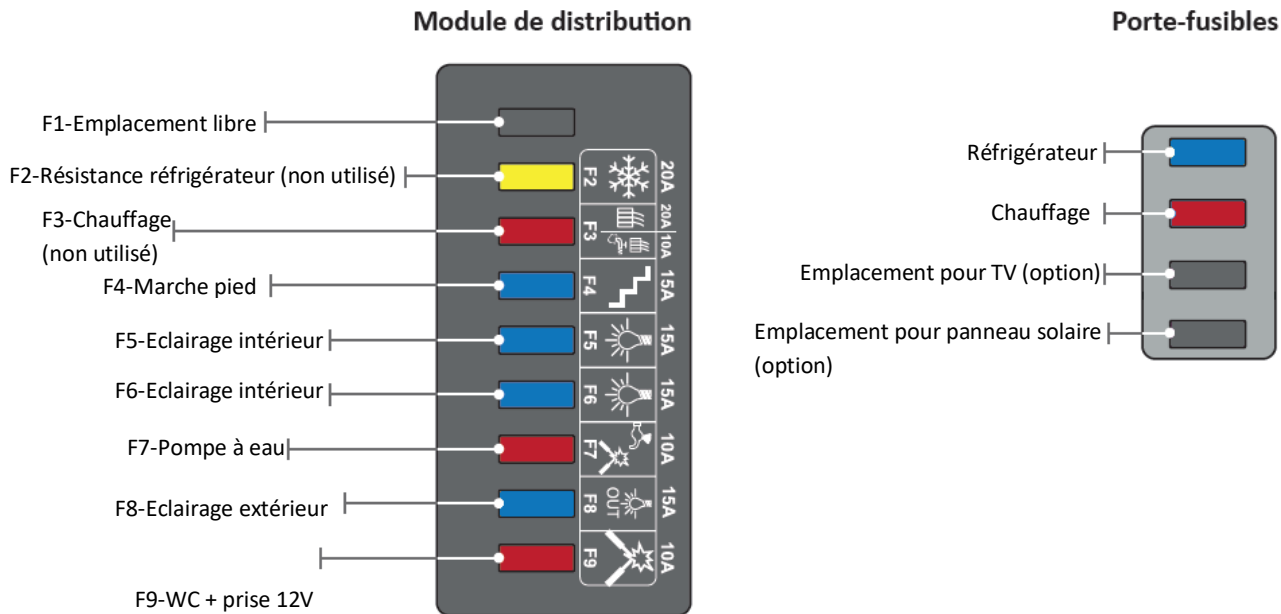 Module de distribution
F1-Emplacement libre
F2-Résistance réfrigérateur (non utilisé)
F2
20A
F3-Chauffage
(non utilisé)
F3
20A
10A
F4-Marche pied
F4
15A
F5-Eclairage intérieur
F5
15A
F6-Eclairage intérieur
F6
15A
F7-Pompe à eau
F7
10A
F8-Eclairage extérieur
F8
OUT
15A
F9-WC + prise 12V
F9
10A
Porte-fusibles
Réfrigérateur
Chauffage
Emplacement pour TV (option)
Emplacement pour panneau solaire
(option)